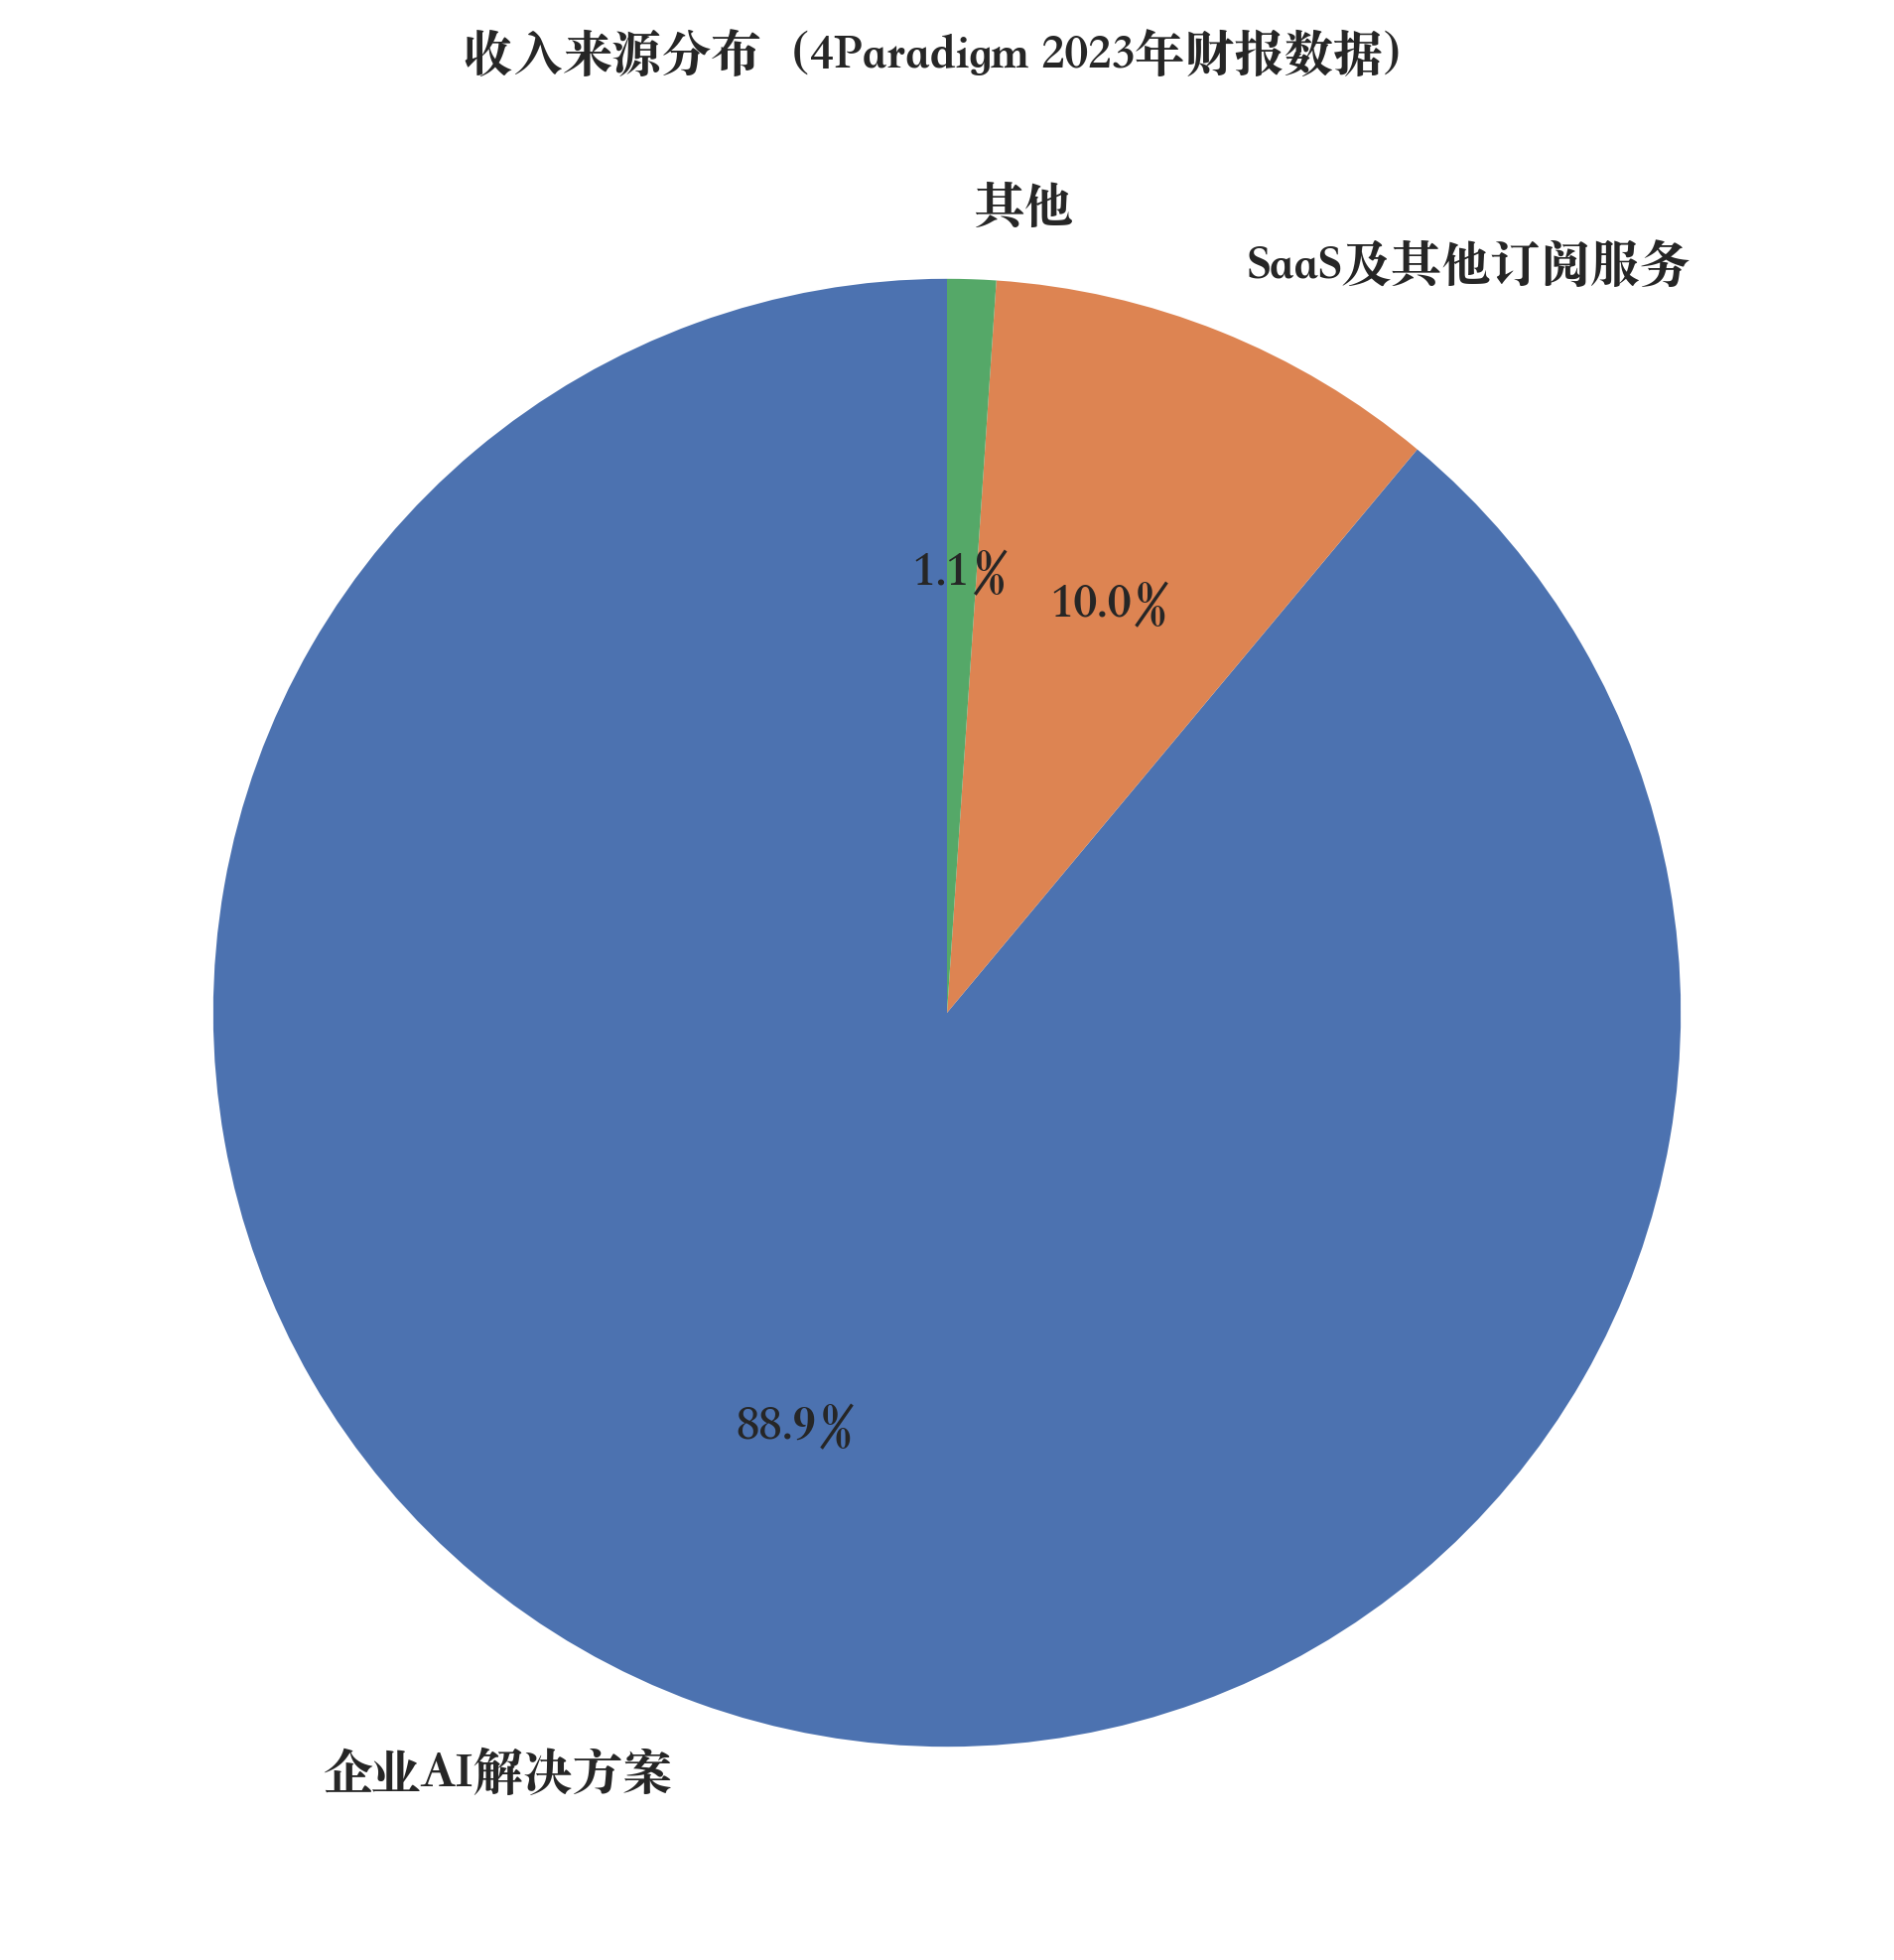 收入来源分布（4Paradigm 2023年财报数据）
其他
SaaS及其他订阅服务
1.1%
10.0%
88.9%
企业AI解决方案